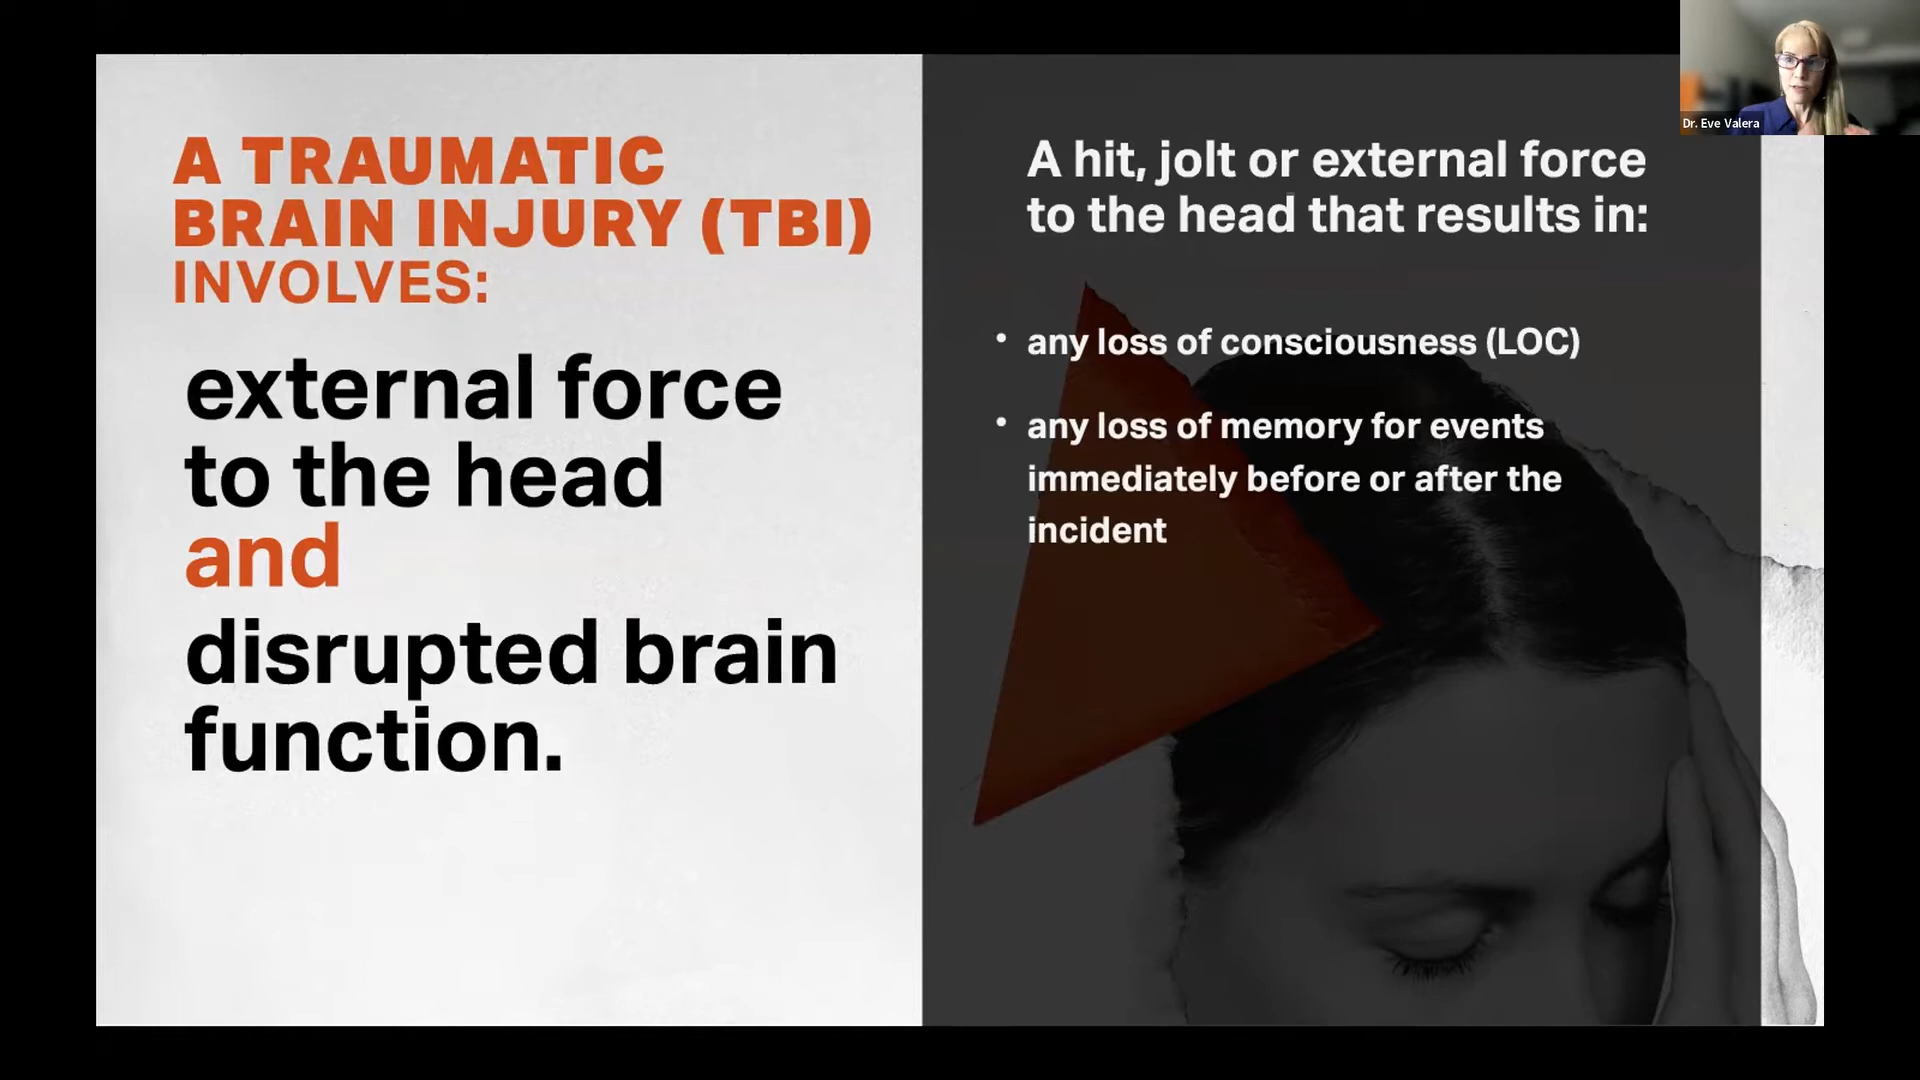 A TRAUMATIC
BRAIN INJURY (TBI)
INVOLVES:
external force
to the head
and
disrupted brain
function.
A hit, jolt or external force
to the head that results in:
• any loss of consciousness (LOC)
• any loss of memory for events
immediately before or after the
incident
Dr. Eve Valera